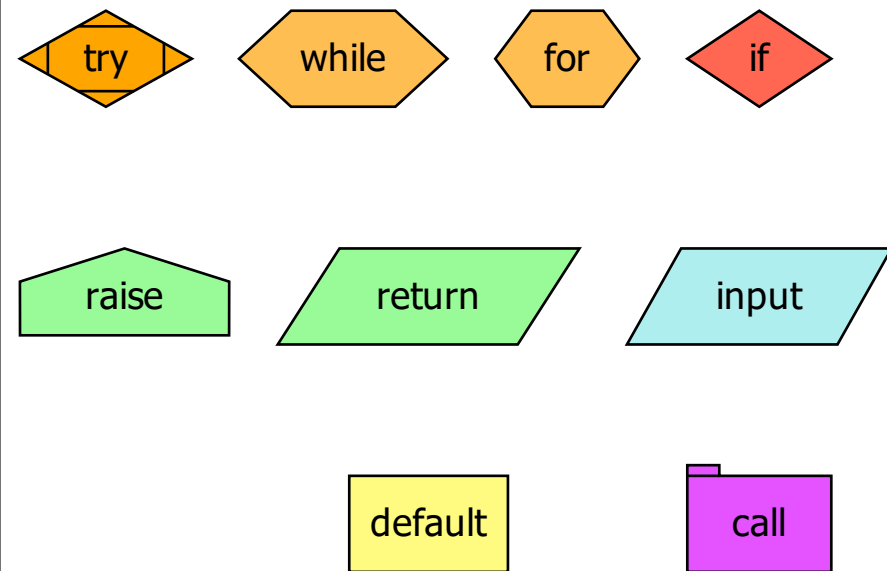 try while for if
raise return input
default call